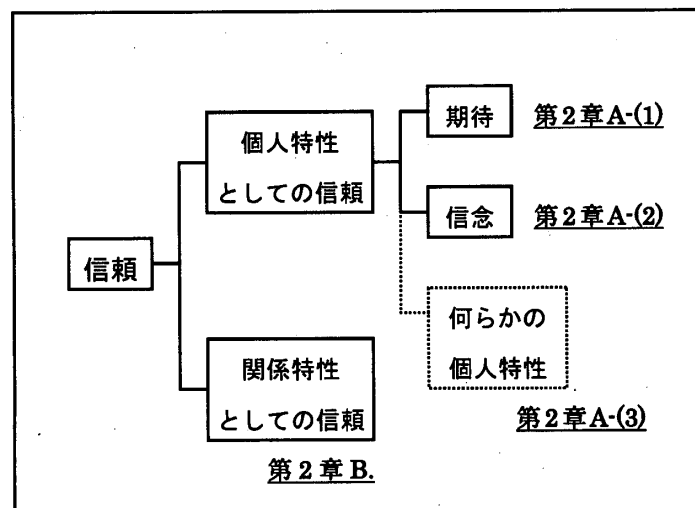 信頼
個人特性
としての信頼
期待
第2章A-(1)
信念
第2章A-(2)
何らかの
個人特性
第2章A-(3)
関係特性
としての信頼
第2章B.